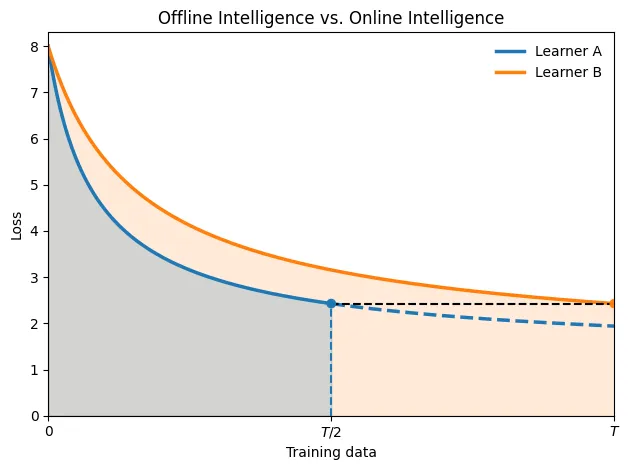 Offline Intelligence vs. Online Intelligence
Learner A
Learner B
8
7
6
5
4
3
2
1
0
Loss
0
T/2
T
Training data